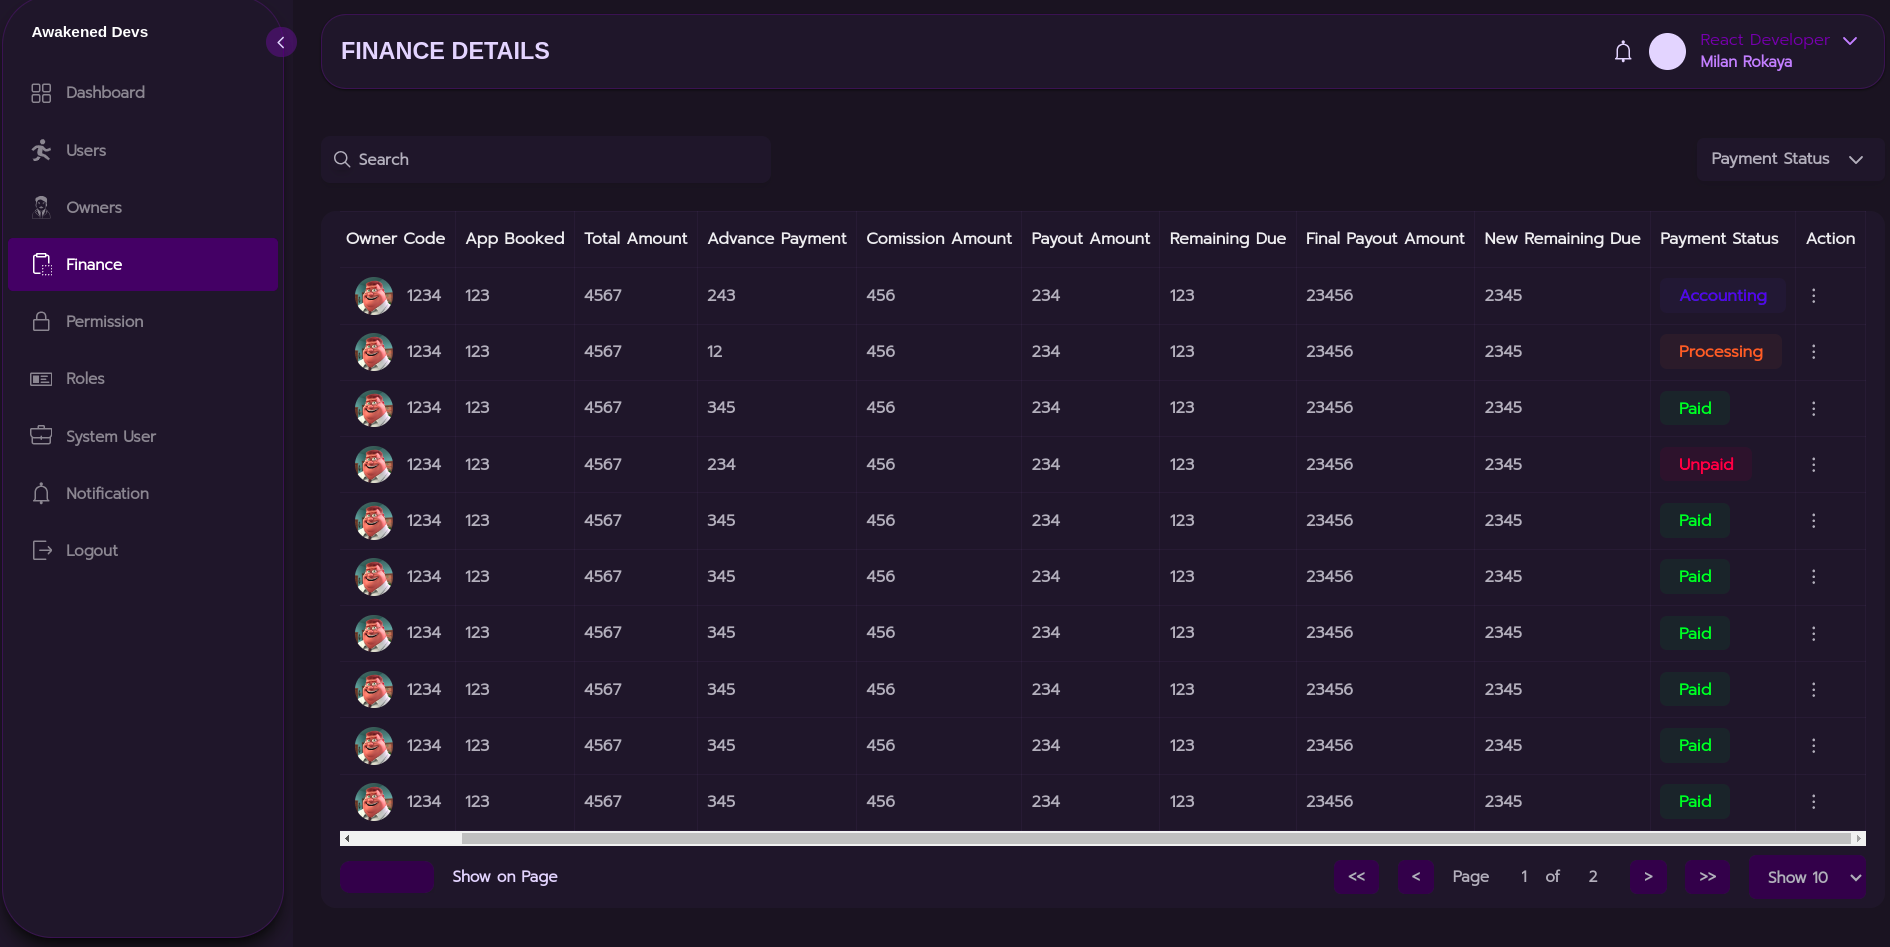 Awakened Devs
Dashboard
Users
Owners
Finance
Permission
Roles
System User
Notification
Logout
FINANCE DETAILS
React Developer
Milan Rokaya
Search
Payment Status
Owner Code App Booked Total Amount Advance Payment Comission Amount Payout Amount Remaining Due Final Payout Amount New Remaining Due Payment Status Action
1234 123 4567 243 456 234 123 23456 2345 Accounting
1234 123 4567 12 456 234 123 23456 2345 Processing
1234 123 4567 345 456 234 123 23456 2345 Paid
1234 123 4567 234 456 234 123 23456 2345 Unpaid
1234 123 4567 345 456 234 123 23456 2345 Paid
1234 123 4567 345 456 234 123 23456 2345 Paid
1234 123 4567 345 456 234 123 23456 2345 Paid
1234 123 4567 345 456 234 123 23456 2345 Paid
1234 123 4567 345 456 234 123 23456 2345 Paid
1234 123 4567 345 456 234 123 23456 2345 Paid
Show on Page << < Page 1 of 2 > >> Show 10